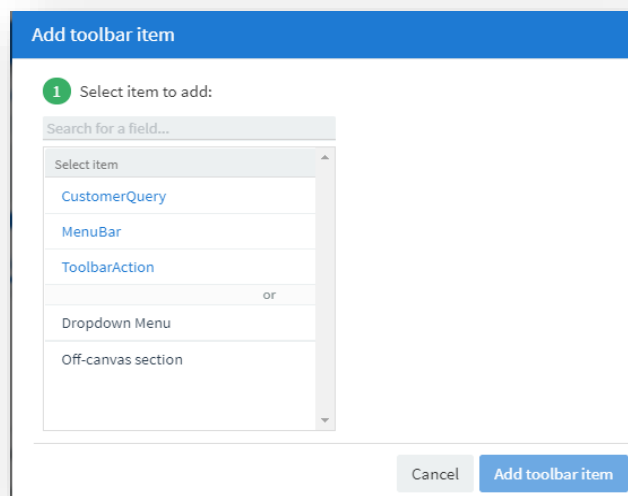 Add toolbar item
1 Select item to add:
Search for a field...
Select item
CustomerQuery
MenuBar
ToolbarAction
or
Dropdown Menu
Off-canvas section
Cancel Add toolbar item